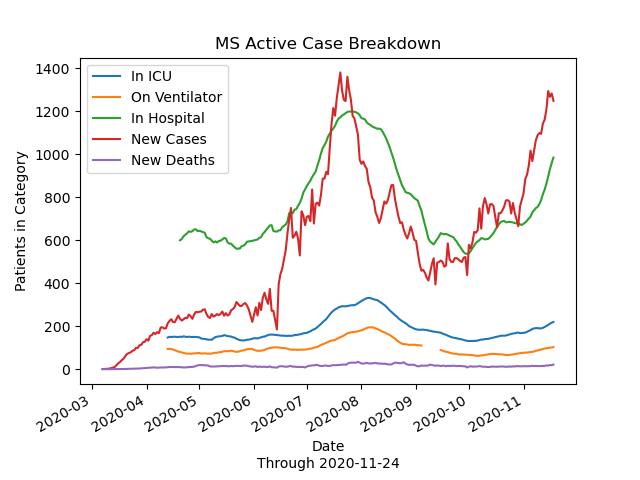 MS Active Case Breakdown
In ICU
On Ventilator
In Hospital
New Cases
New Deaths
Patients in Category
1400
1200
1000
800
600
400
200
0
2020-03
2020-04
2020-05
2020-06
2020-07
2020-08
2020-09
2020-10
2020-11
Date
Through 2020-11-24